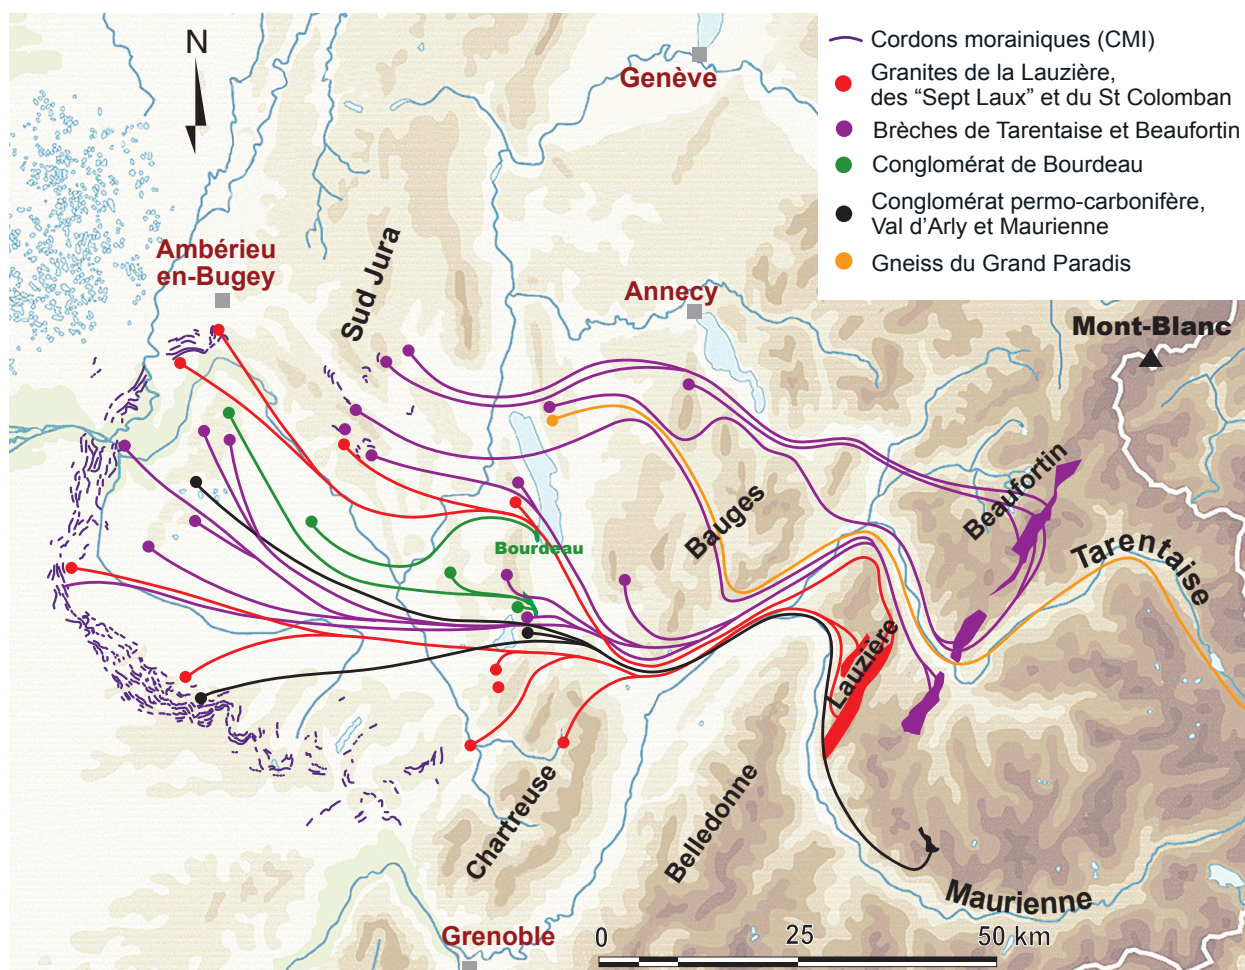 N
Genève
Cordons morainiques (CMI)
Granites de la Lauzière,
des “Sept Laux” et du St Colomban
Brèches de Tarentaise et Beaufortin
Conglomérat de Bourdeau
Conglomérat permo-carbonifère,
Val d’Arly et Maurienne
Gneiss du Grand Paradis
Ambérieu
en-Bugey
Sud Jura
Annecy
Mont-Blanc
Beaufortin
Bauges
Bourdeau
Tarentaise
Lauzière
Chartreuse
Belledonne
Maurienne
Grenoble
0 25 50 km